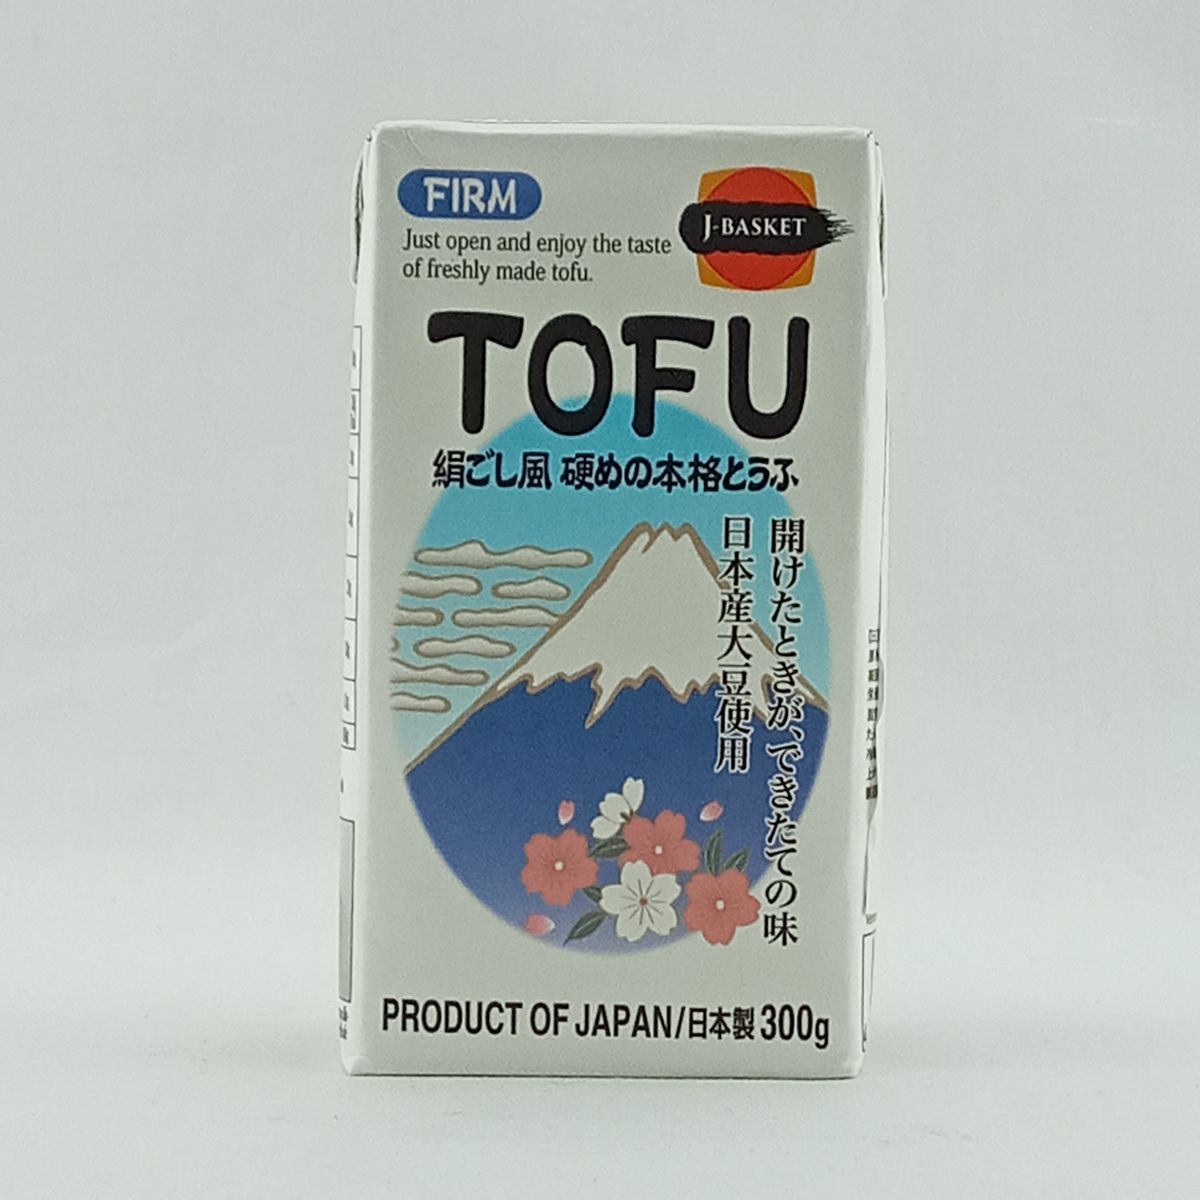 FIRM
J-BASKET
Just open and enjoy the taste
of freshly made tofu.
TOFU
絹ごし風 硬めの本格とうふ
開けたときが、できたての味
日本産大豆使用
PRODUCT OF JAPAN/日本製 300g